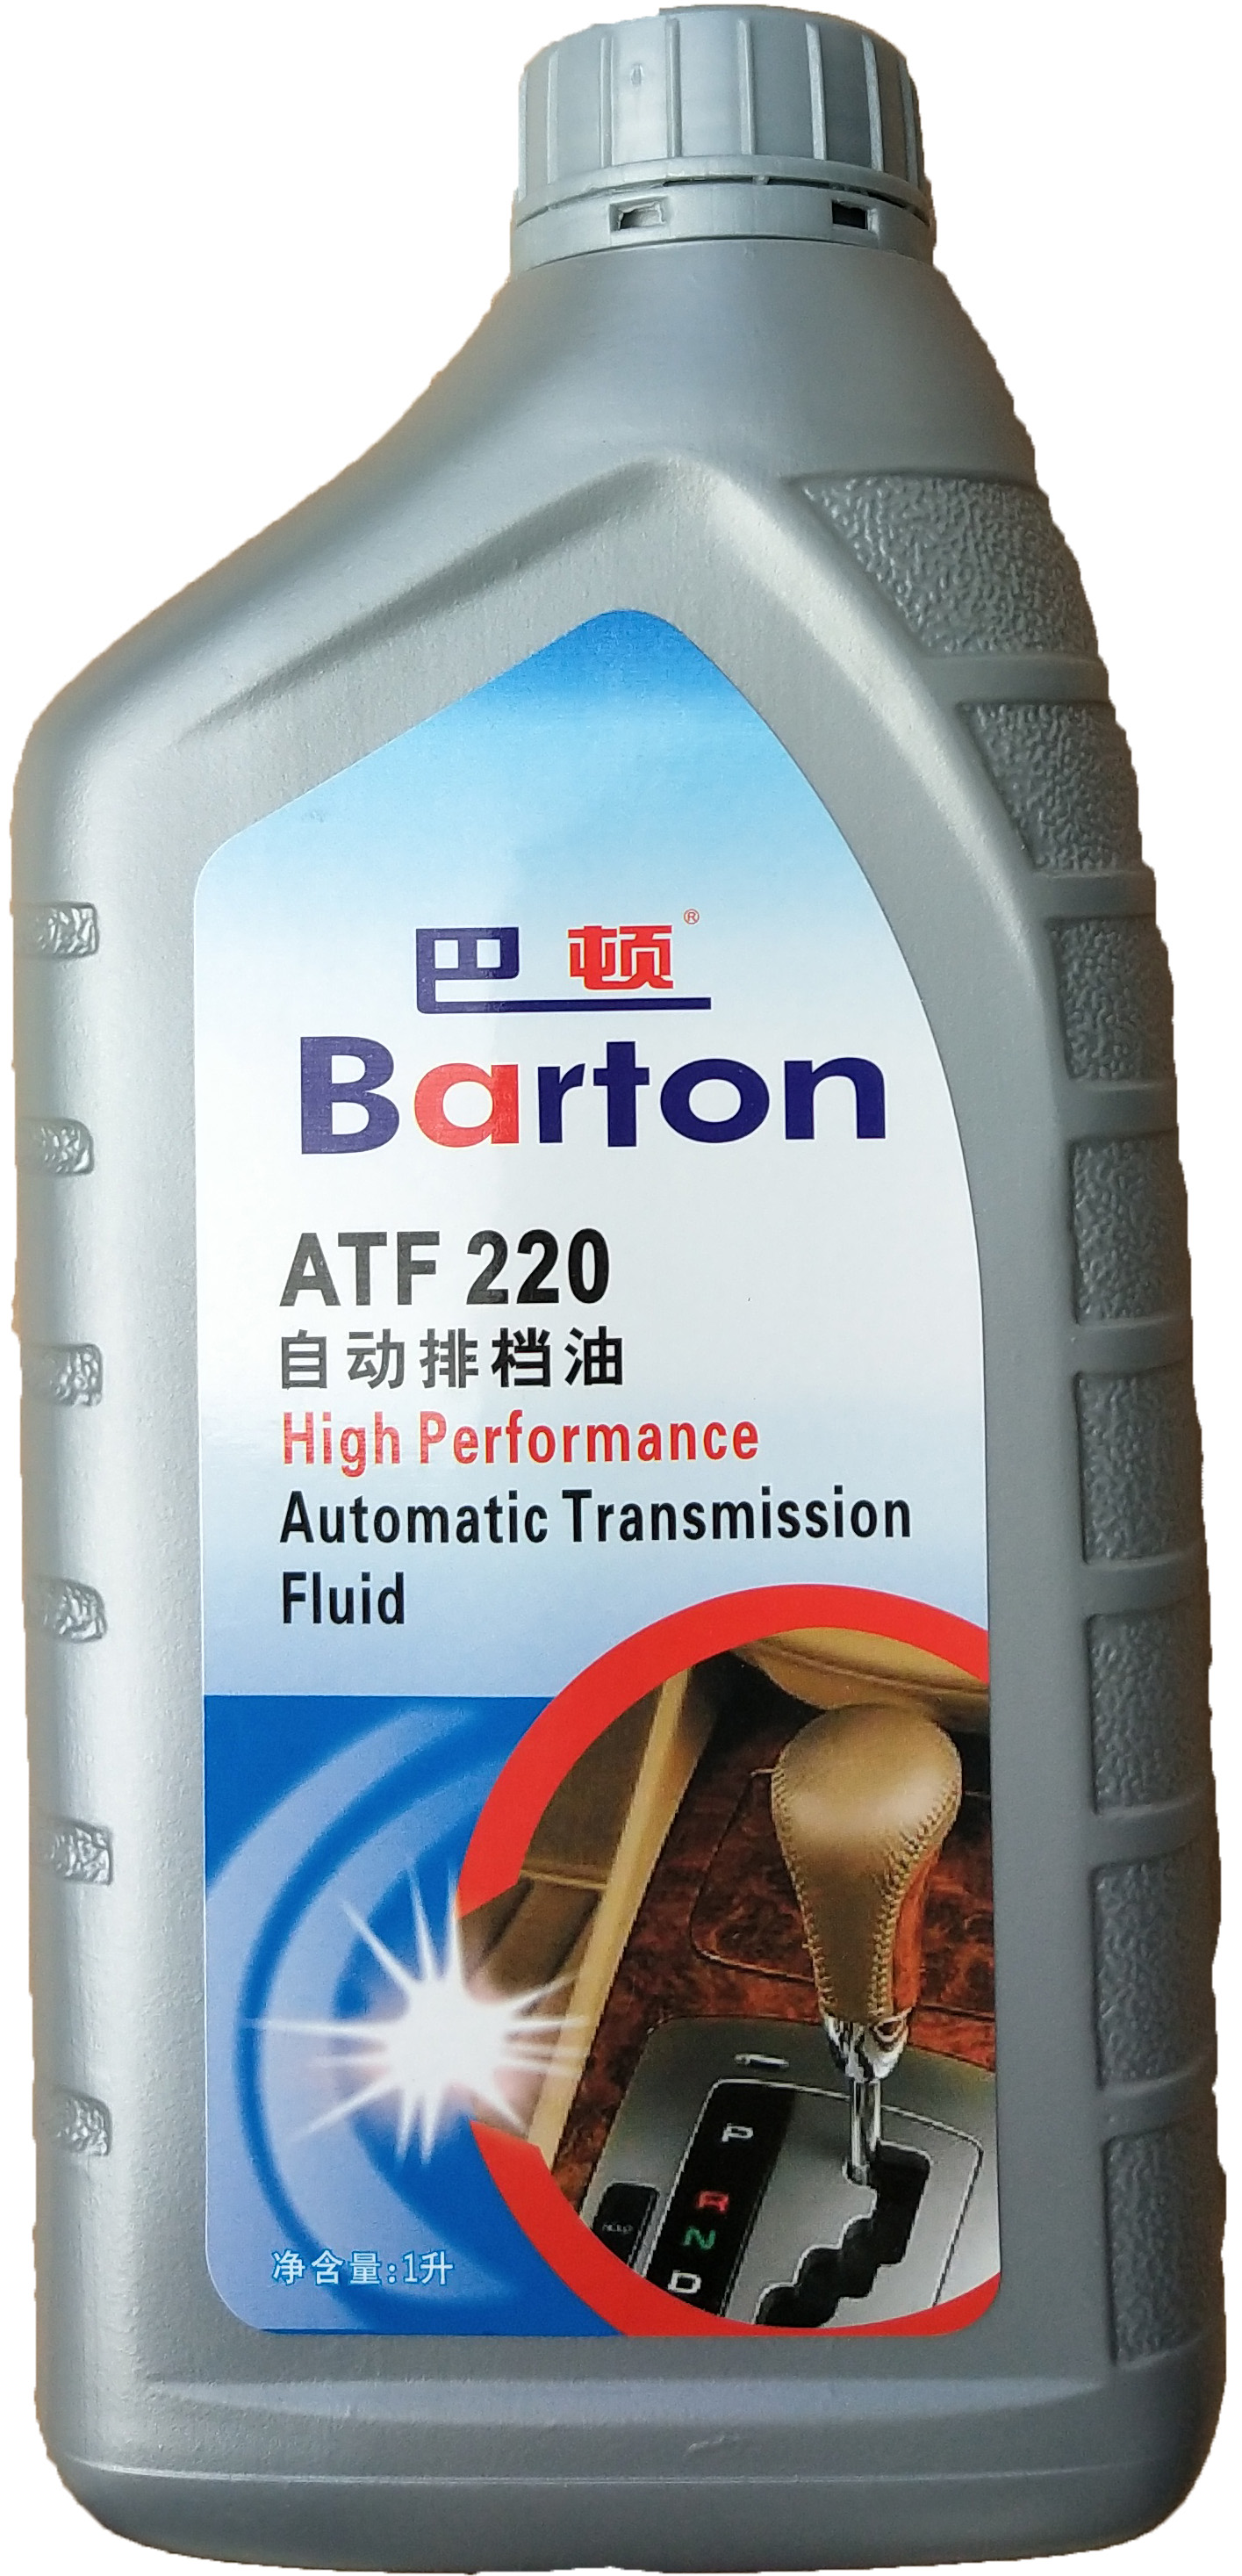 巴顿®
Barton
ATF 220
自动排档油
High Performance
Automatic Transmission
Fluid
P
R
N
D
净含量:1升